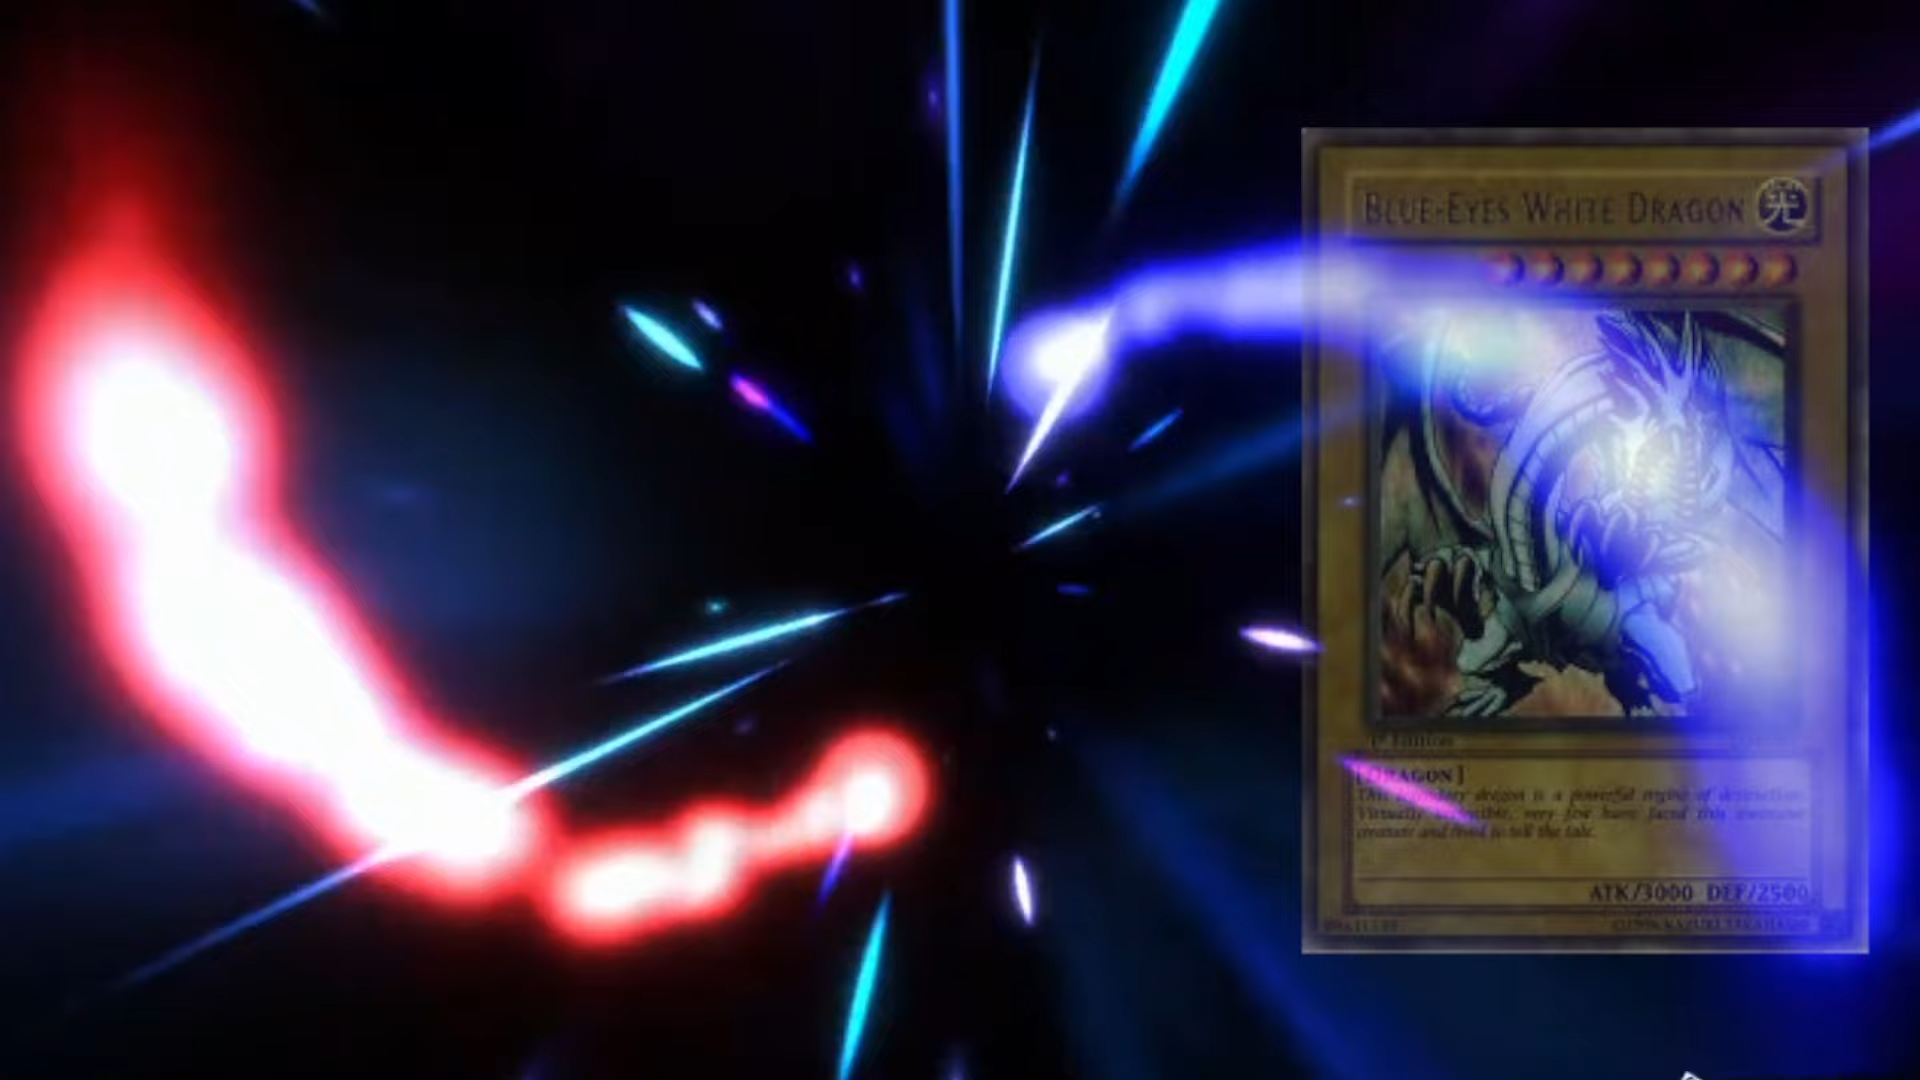 BLUE-EYES WHITE DRAGON 光
1st Edition
[DRAGON]
This legendary dragon is a powerful engine of destruction.
Virtually invincible, very few have faced this awesome
creature and lived to tell the tale.
ATK/3000 DEF/2500